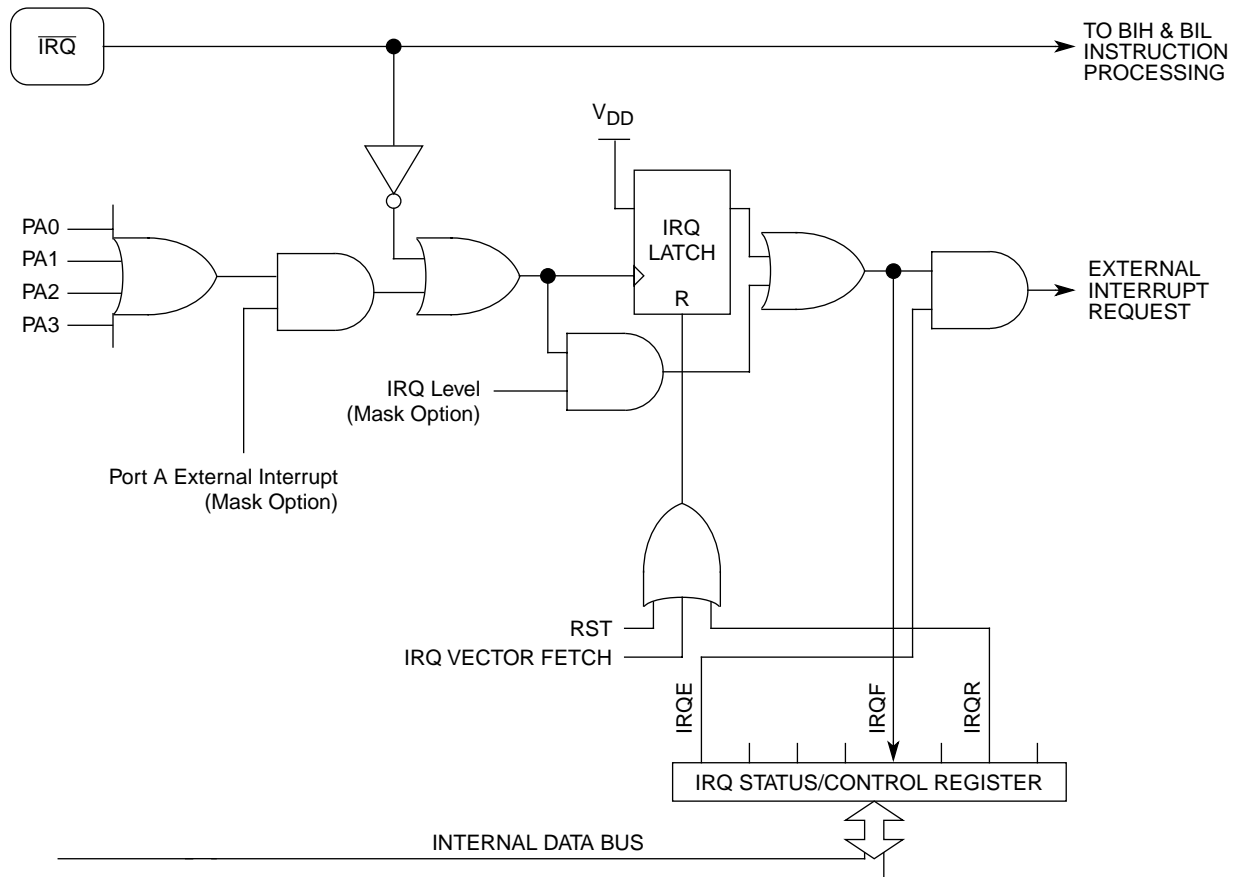 IRQ
TO BIH & BIL
INSTRUCTION
PROCESSING
VDD
PA0
PA1
PA2
PA3
IRQ
LATCH
R
EXTERNAL
INTERRUPT
REQUEST
IRQ Level
(Mask Option)
Port A External Interrupt
(Mask Option)
RST
IRQ VECTOR FETCH
IRQE
IRQF
IRQR
IRQ STATUS/CONTROL REGISTER
INTERNAL DATA BUS